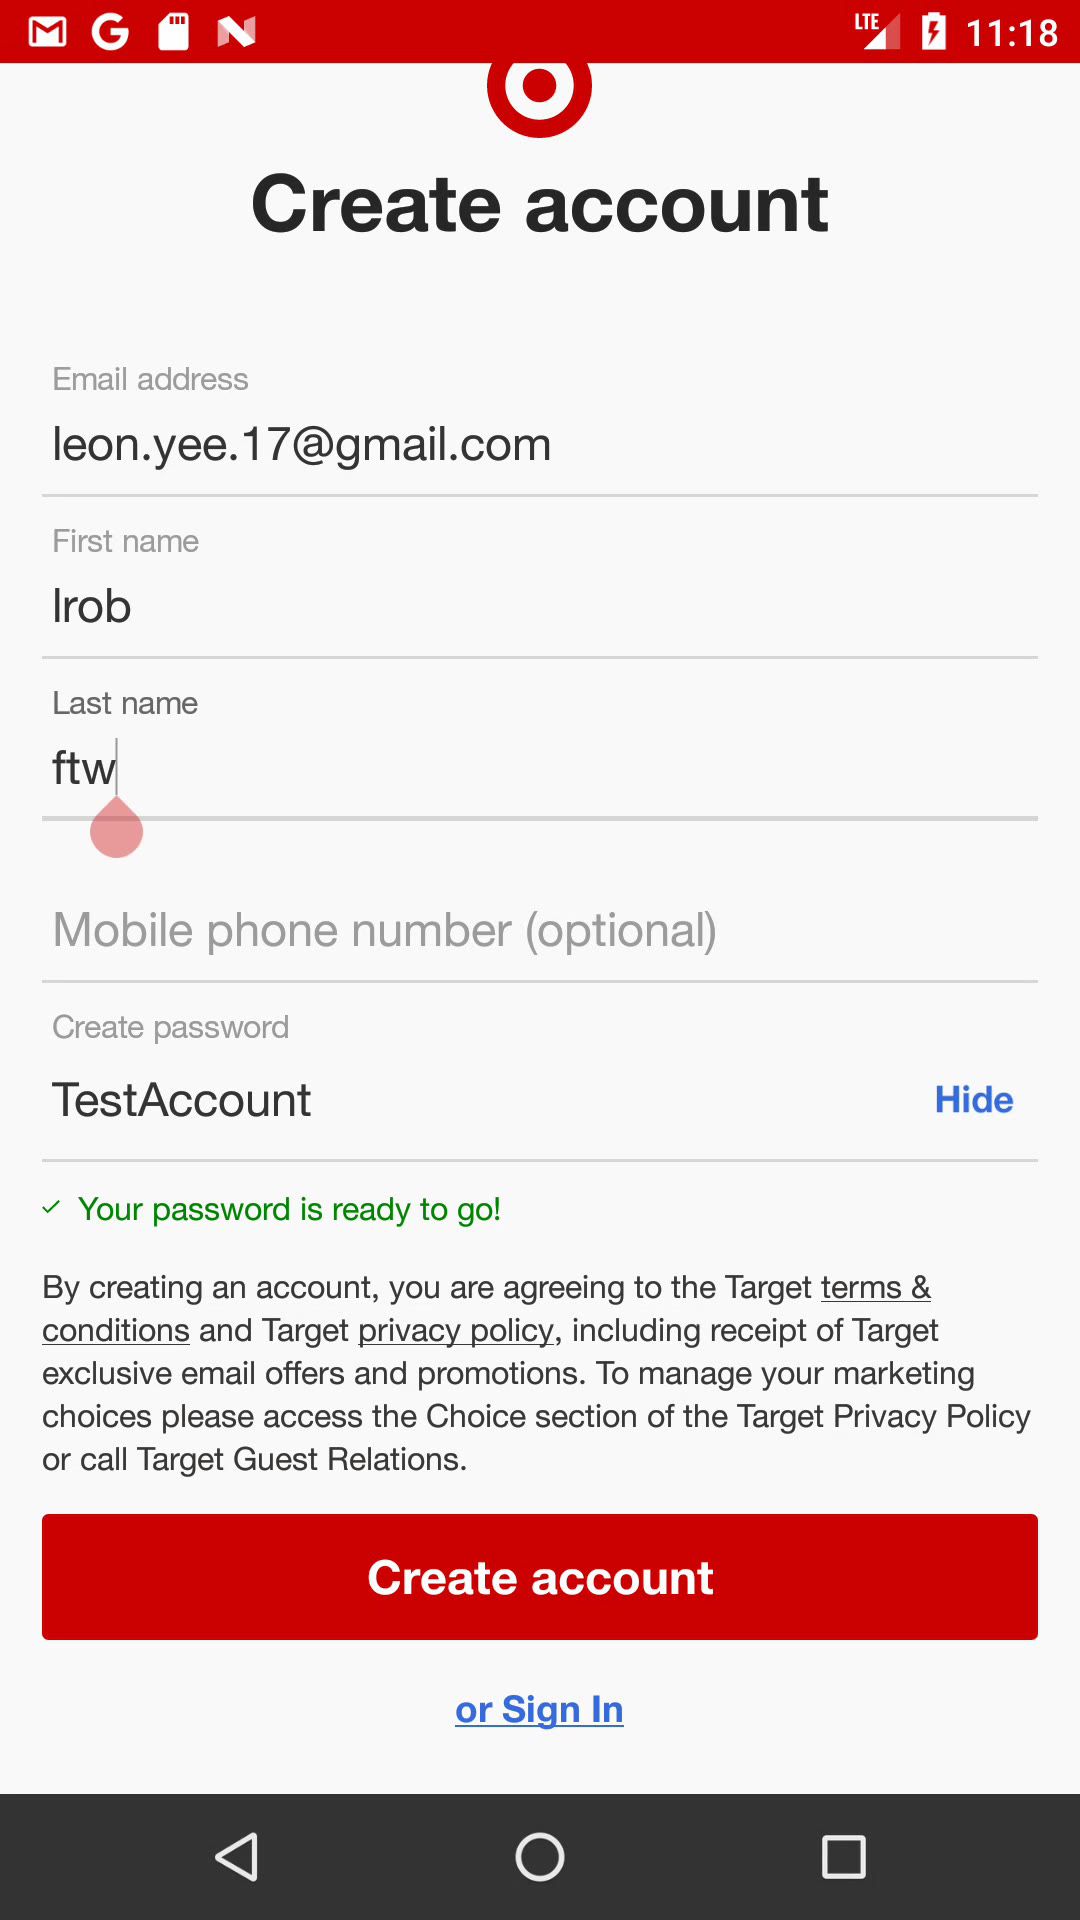 LTE 11:18
Create account
Email address
leon.yee.17@gmail.com
First name
lrob
Last name
ftw
Mobile phone number (optional)
Create password
TestAccount Hide
Your password is ready to go!
By creating an account, you are agreeing to the Target terms &
conditions and Target privacy policy, including receipt of Target
exclusive email offers and promotions. To manage your marketing
choices please access the Choice section of the Target Privacy Policy
or call Target Guest Relations.
Create account
or Sign In